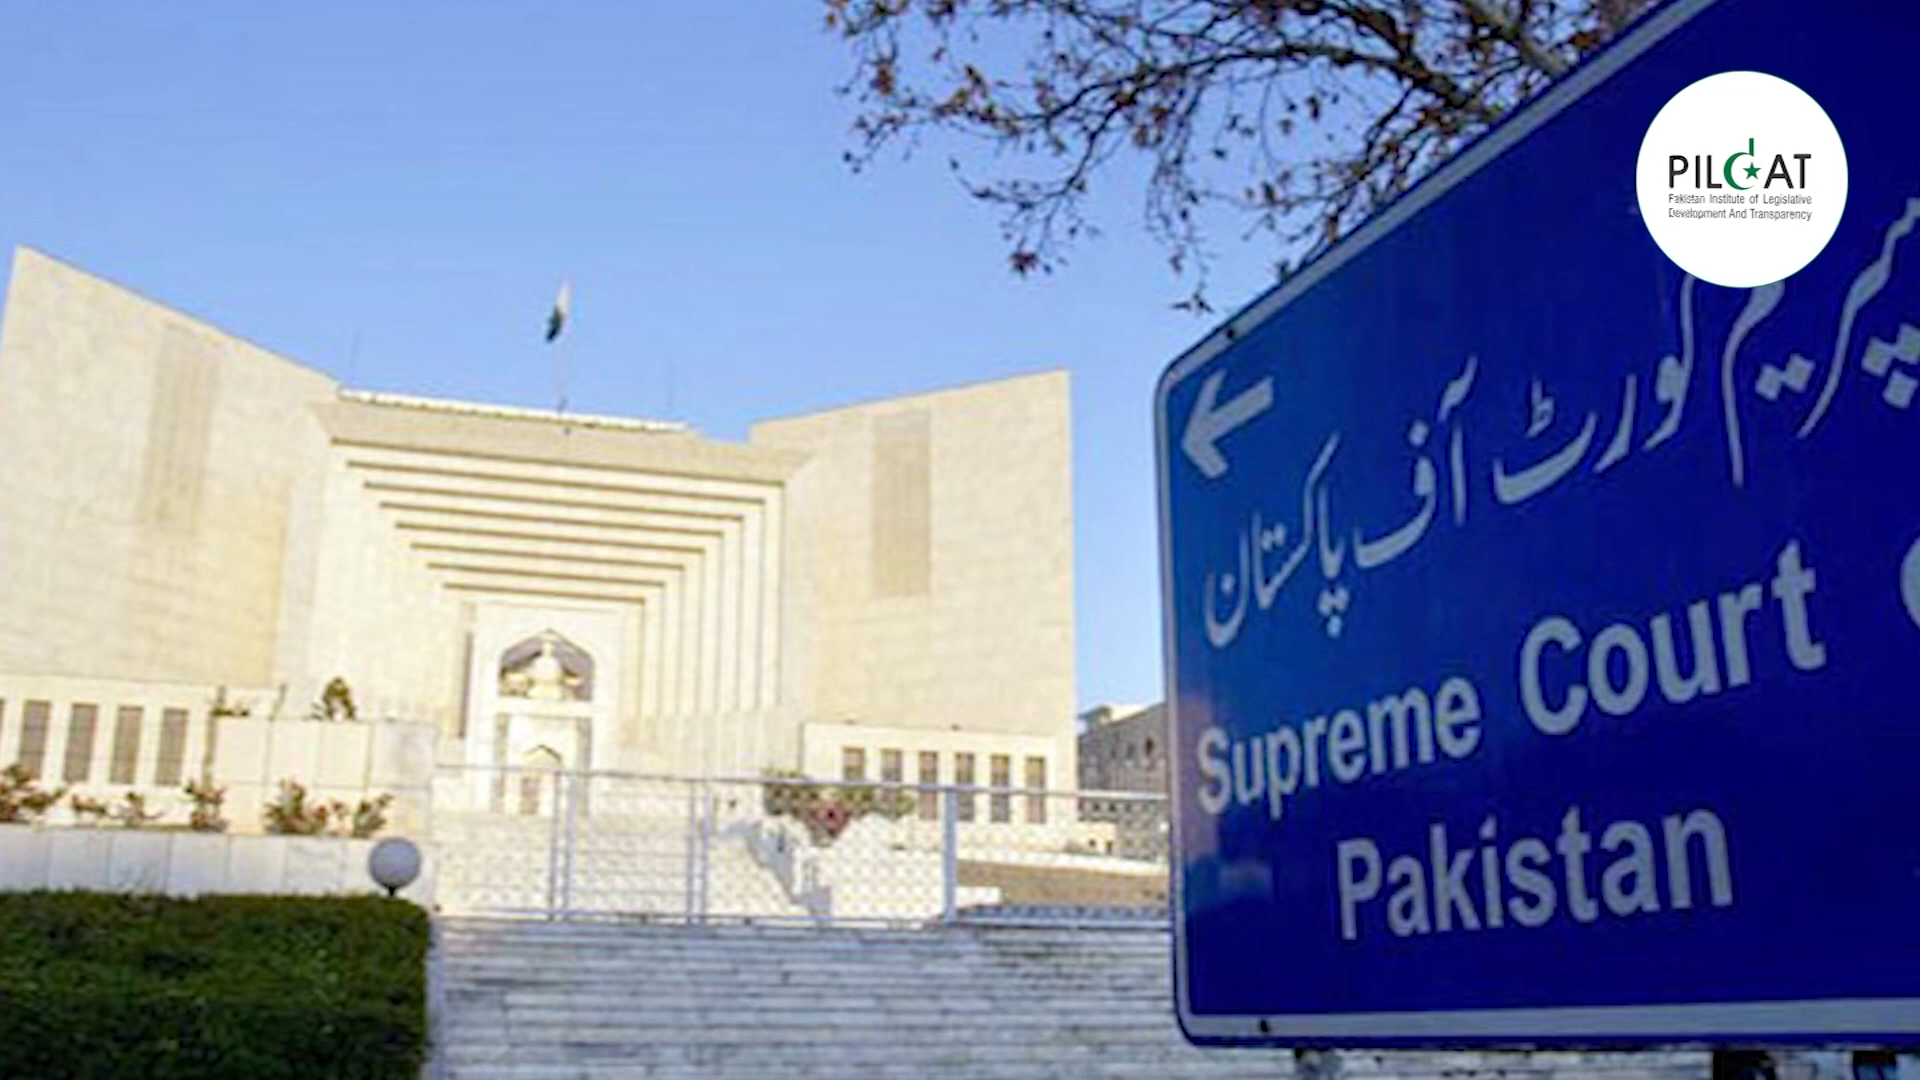 PILDAT
Pakistan Institute of Legislative
Development And Transparency
سپریم کورٹ آف پاکستان
Supreme Court
Pakistan